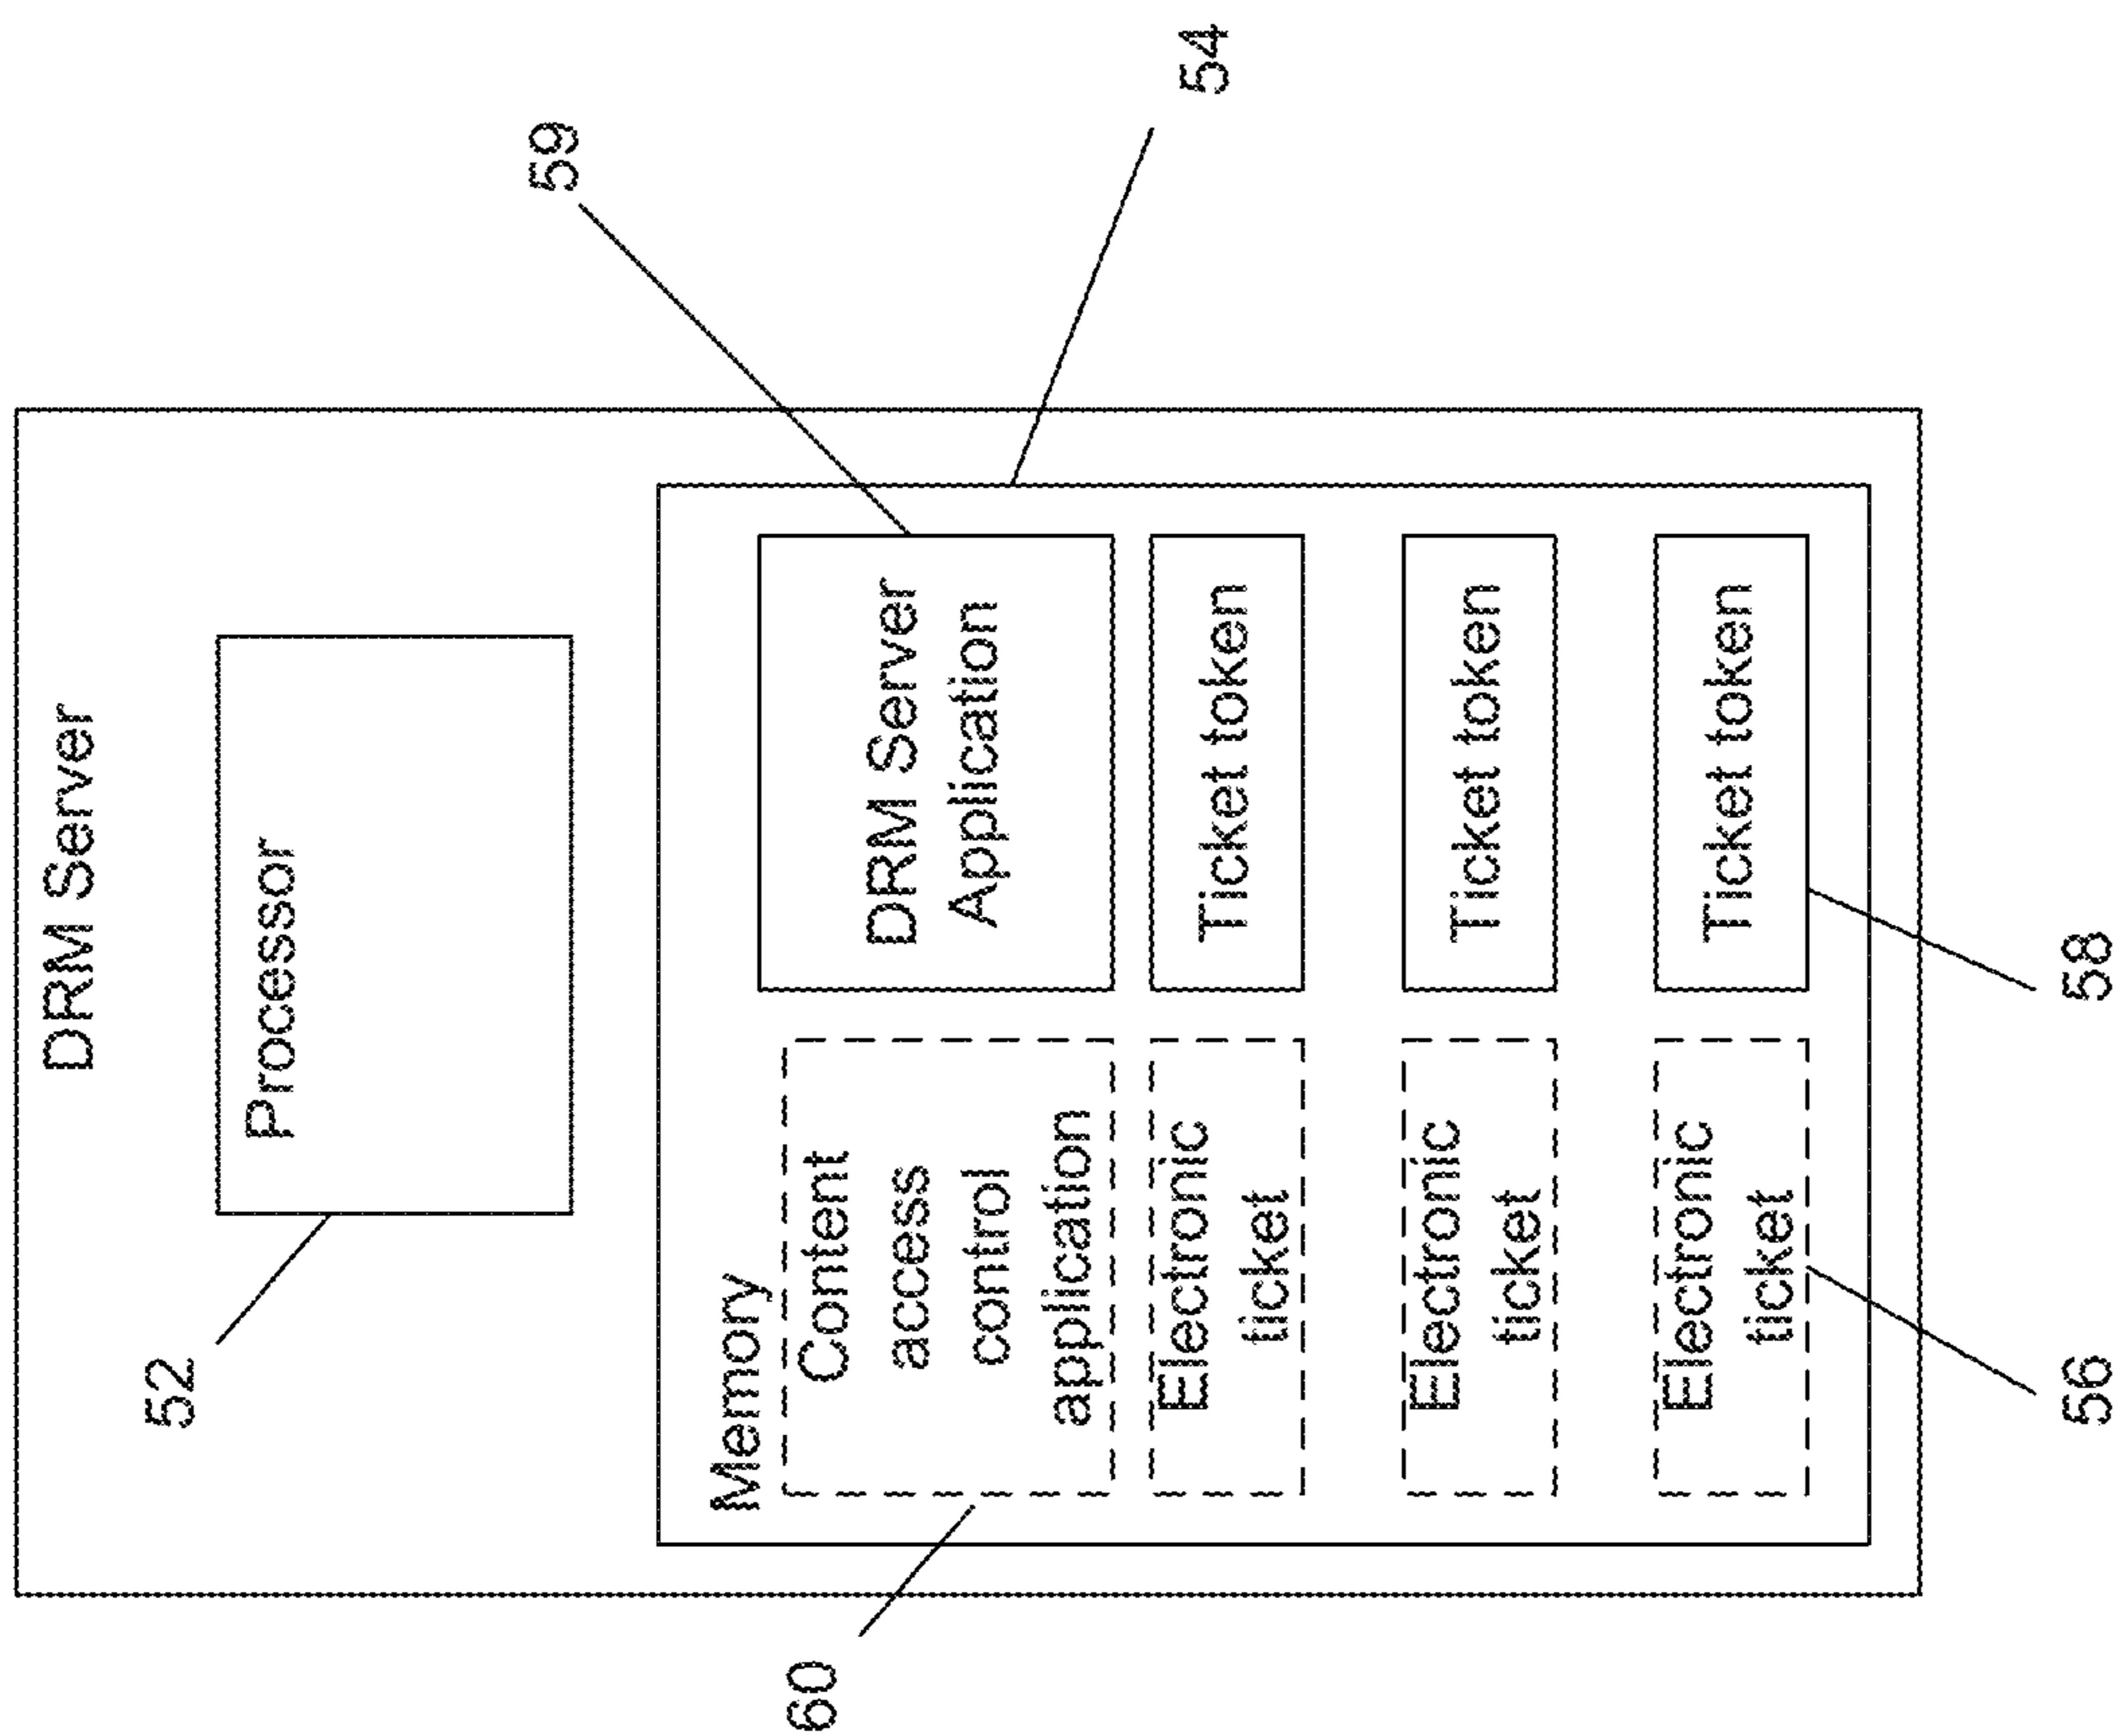 DRM Server
52
Processor
59
54
Memory
60
Content
access
control
application
DRM Server
Application
Electronic
ticket
Ticket token
Electronic
ticket
Ticket token
Electronic
ticket
Ticket token
56
58